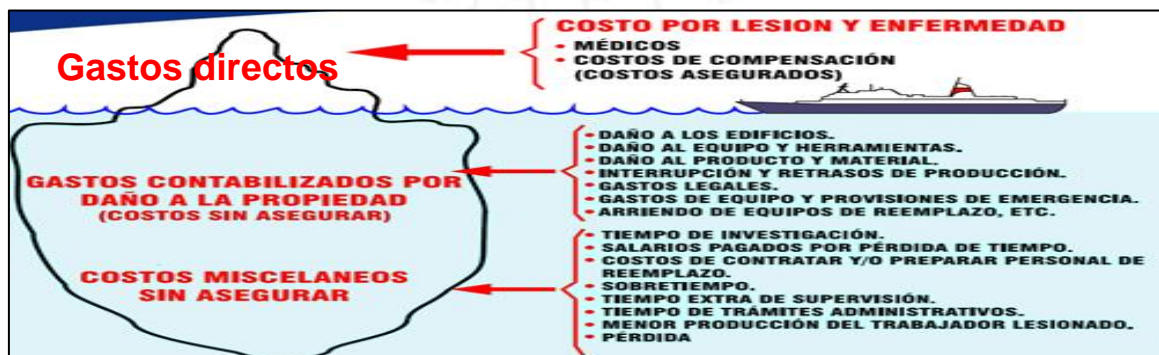 COSTO POR LESION Y ENFERMEDAD
• MÉDICOS
• COSTOS DE COMPENSACIÓN
(COSTOS ASEGURADOS)
Gastos directos
• DAÑO A LOS EDIFICIOS.
• DAÑO AL EQUIPO Y HERRAMIENTAS.
• DAÑO AL PRODUCTO Y MATERIAL.
• INTERRUPCIÓN Y RETRASOS DE PRODUCCIÓN.
• GASTOS LEGALES.
• GASTOS DE EQUIPO Y PROVISIONES DE EMERGENCIA.
• ARRIENDO DE EQUIPOS DE REEMPLAZO, ETC.
GASTOS CONTABILIZADOS POR
DAÑO A LA PROPIEDAD
(COSTOS SIN ASEGURAR)
• TIEMPO DE INVESTIGACIÓN.
• SALARIOS PAGADOS POR PÉRDIDA DE TIEMPO.
• COSTOS DE CONTRATAR Y/O PREPARAR PERSONAL DE
REEMPLAZO.
• SOBRETIEMPO.
• TIEMPO EXTRA DE SUPERVISIÓN.
• TIEMPO DE TRÁMITES ADMINISTRATIVOS.
• MENOR PRODUCCIÓN DEL TRABAJADOR LESIONADO.
• PÉRDIDA
COSTOS MISCELANEOS
SIN ASEGURAR